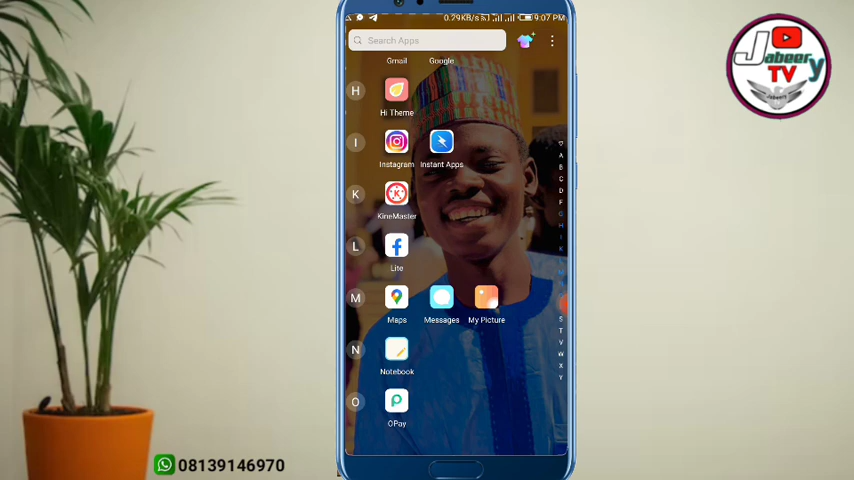 0.29KB/s
9:07 PM
Search Apps
Gmail Google
H
Hi Theme
I
Instagram Instant Apps
K
KineMaster
L
Lite
M
Maps Messages My Picture
N
Notebook
O
OPay
A
B
C
D
F
G
H
I
K
S
T
V
W
X
Y
Jabeer y
TV
08139146970